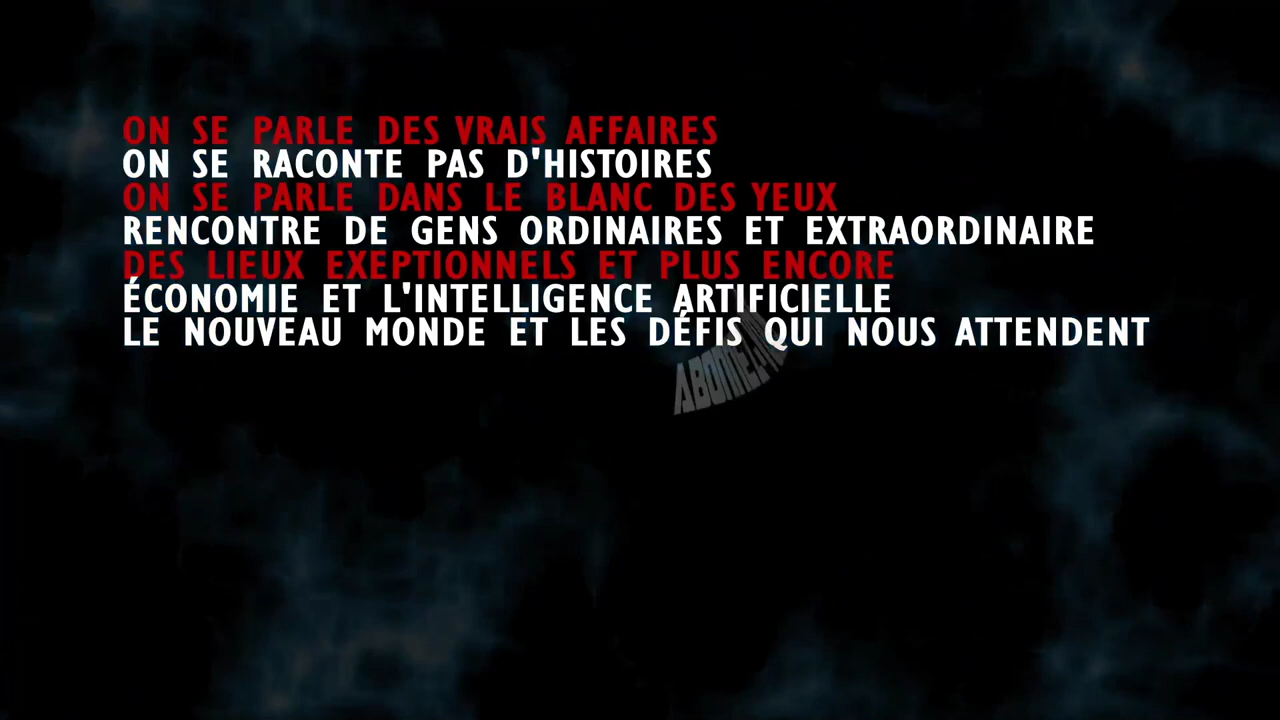 ON SE PARLE DES VRAIS AFFAIRES
ON SE RACONTE PAS D'HISTOIRES
ON SE PARLE DANS LE BLANC DES YEUX
RENCONTRE DE GENS ORDINAIRES ET EXTRAORDINAIRE
DES LIEUX EXEPTIONNELS ET PLUS ENCORE
ÉCONOMIE ET L'INTELLIGENCE ARTIFICIELLE
LE NOUVEAU MONDE ET LES DÉFIS QUI NOUS ATTENDENT